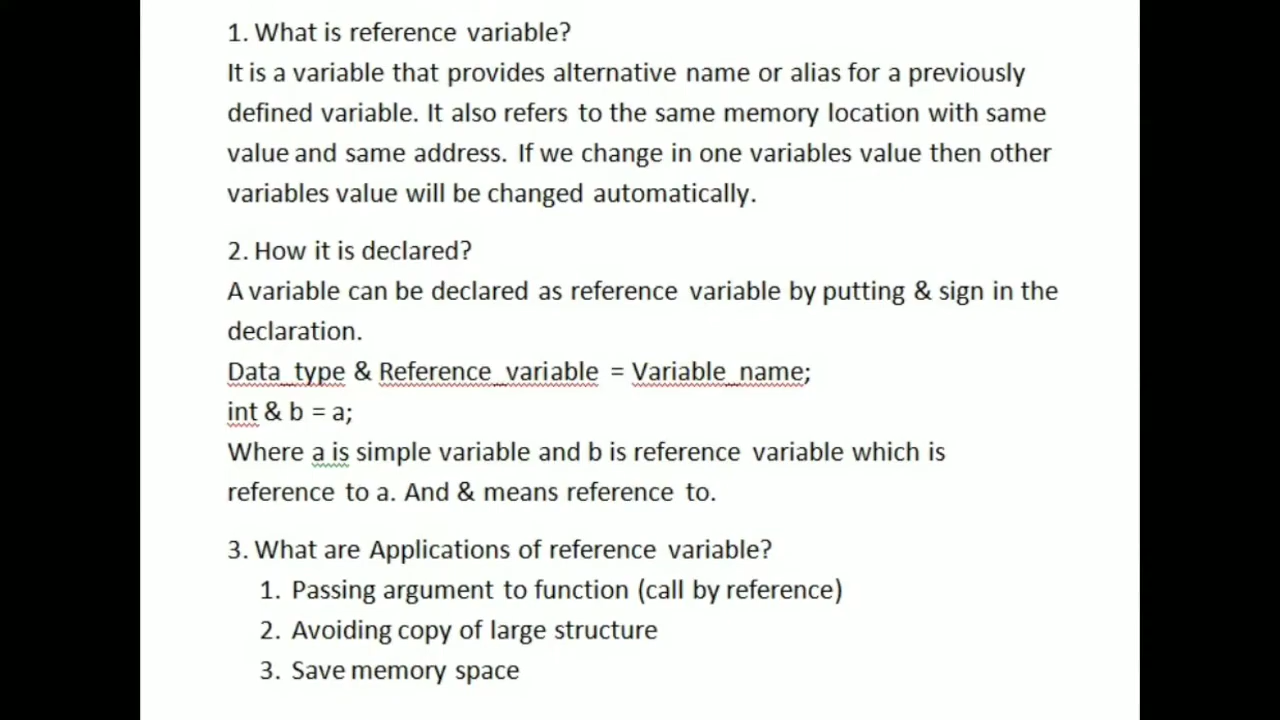 1. What is reference variable?
It is a variable that provides alternative name or alias for a previously
defined variable. It also refers to the same memory location with same
value and same address. If we change in one variables value then other
variables value will be changed automatically.
2. How it is declared?
A variable can be declared as reference variable by putting & sign in the
declaration.
Data_type & Reference_variable = Variable_name;
int & b = a;
Where a is simple variable and b is reference variable which is
reference to a. And & means reference to.
3. What are Applications of reference variable?
1. Passing argument to function (call by reference)
2. Avoiding copy of large structure
3. Save memory space